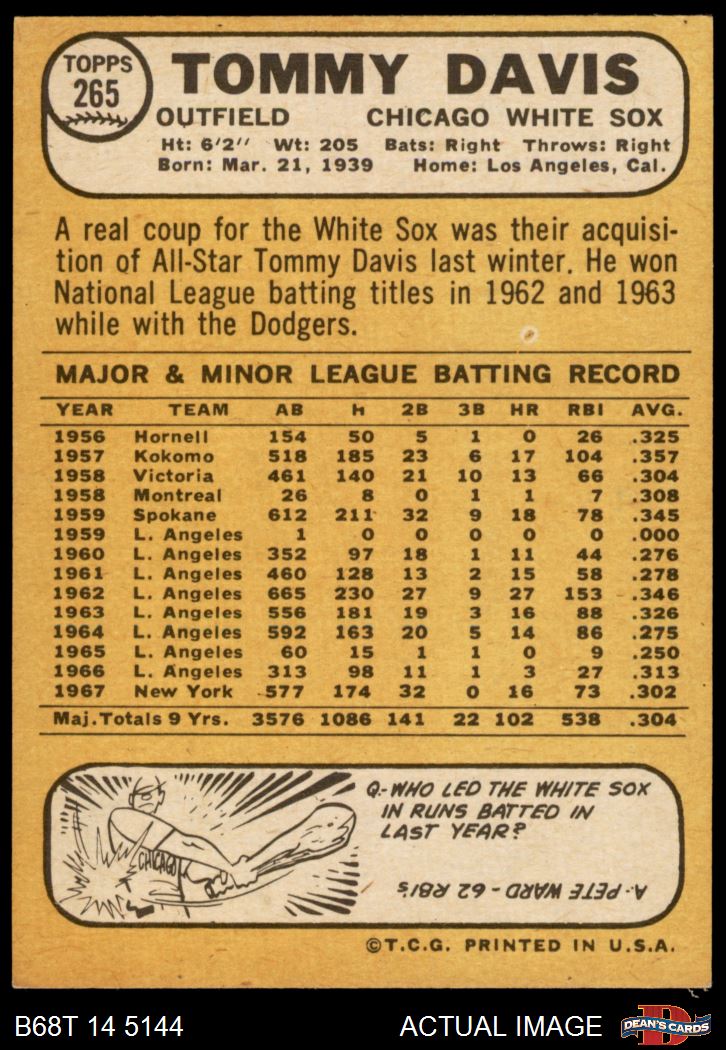 TOPPS
265
TOMMY DAVIS
OUTFIELD CHICAGO WHITE SOX
Ht: 6'2" Wt: 205 Bats: Right Throws: Right
Born: Mar. 21, 1939 Home: Los Angeles, Cal.
A real coup for the White Sox was their acquisi-
tion of All-Star Tommy Davis last winter. He won
National League batting titles in 1962 and 1963
while with the Dodgers.
MAJOR & MINOR LEAGUE BATTING RECORD
YEAR TEAM AB h 2B 3B HR RBI AVG.
1956 Hornell 154 50 5 1 0 26 .325
1957 Kokomo 518 185 23 6 17 104 .357
1958 Victoria 461 140 21 10 13 66 .304
1958 Montreal 26 8 0 1 1 7 .308
1959 Spokane 612 211 32 9 18 78 .345
1959 L. Angeles 1 0 0 0 0 0 .000
1960 L. Angeles 352 97 18 1 11 44 .276
1961 L. Angeles 460 128 13 2 15 58 .278
1962 L. Angeles 665 230 27 9 27 153 .346
1963 L. Angeles 556 181 19 3 16 88 .326
1964 L. Angeles 592 163 20 5 14 86 .275
1965 L. Angeles 60 15 1 1 0 9 .250
1966 L. Angeles 313 98 11 1 3 27 .313
1967 New York 577 174 32 0 16 73 .302
Maj. Totals 9 Yrs. 3576 1086 141 22 102 538 .304
CHICAGO
Q-WHO LED THE WHITE SOX
IN RUNS BATTED IN
LAST YEAR?
A-PETE WARD-62 RBI's
©T.C.G. PRINTED IN U.S.A.
B68T 14 5144 ACTUAL IMAGE
D
DEAN'S CARDS